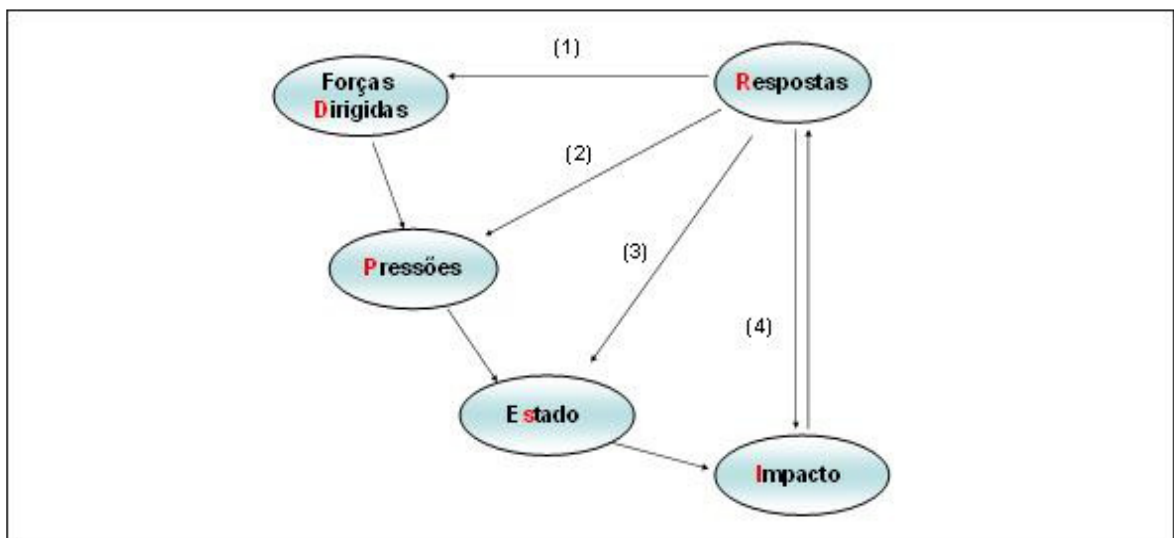 (1)
Forças
Dirigidas
Respostas
(2)
Pressões
(3)
(4)
Estado
Impacto